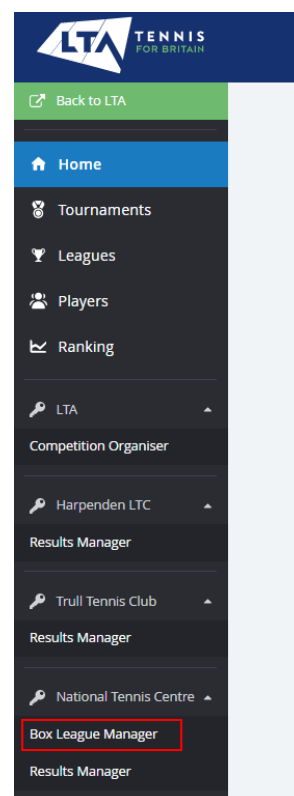 LTA TENNIS
FOR BRITAIN
Back to LTA
Home
Tournaments
Leagues
Players
Ranking
LTA
Competition Organiser
Harpenden LTC
Results Manager
Trull Tennis Club
Results Manager
National Tennis Centre
Box League Manager
Results Manager